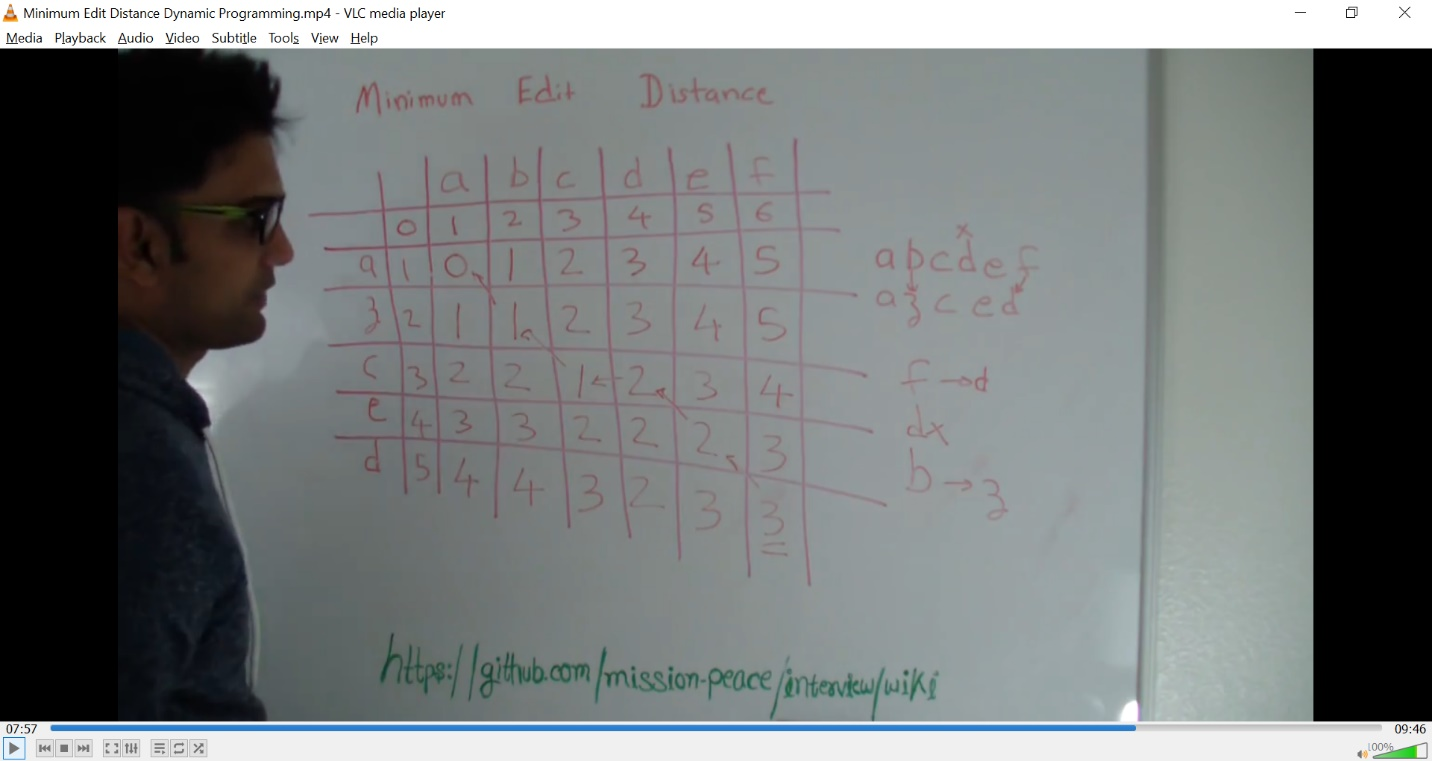 Minimum Edit Distance Dynamic Programming.mp4 - VLC media player
Media Playback Audio Video Subtitle Tools View Help
Minimum Edit Distance
a b c d e f
0 1 2 3 4 5 6
a 1 0 1 2 3 4 5
z 2 1 1 2 3 4 5
c 3 2 2 1 2 3 4
e 4 3 3 2 2 2 3
d 5 4 4 3 2 3 3
x
abcdef
azced
f→d
dx
b→z
https://github.com/mission-peace/interview/wiki
07:57 09:46
100%